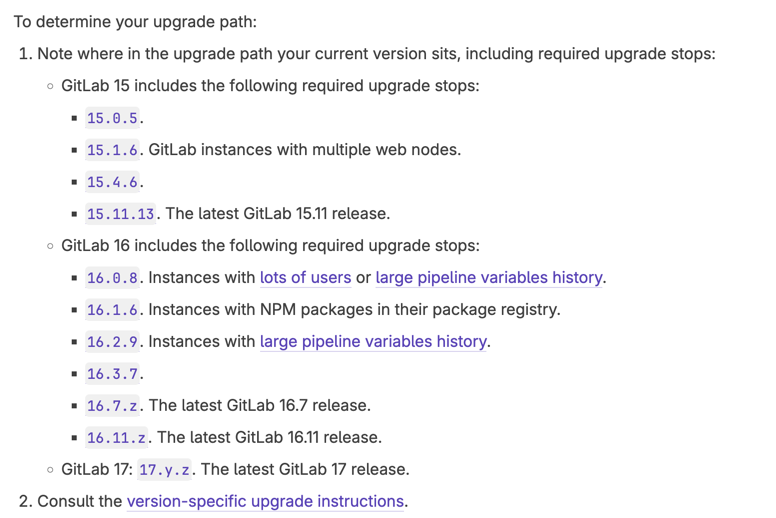 To determine your upgrade path:
1. Note where in the upgrade path your current version sits, including required upgrade stops:
GitLab 15 includes the following required upgrade stops:
15.0.5.
15.1.6. GitLab instances with multiple web nodes.
15.4.6.
15.11.13. The latest GitLab 15.11 release.
GitLab 16 includes the following required upgrade stops:
16.0.8. Instances with lots of users or large pipeline variables history.
16.1.6. Instances with NPM packages in their package registry.
16.2.9. Instances with large pipeline variables history.
16.3.7.
16.7.z. The latest GitLab 16.7 release.
16.11.z. The latest GitLab 16.11 release.
GitLab 17: 17.y.z. The latest GitLab 17 release.
2. Consult the version-specific upgrade instructions.